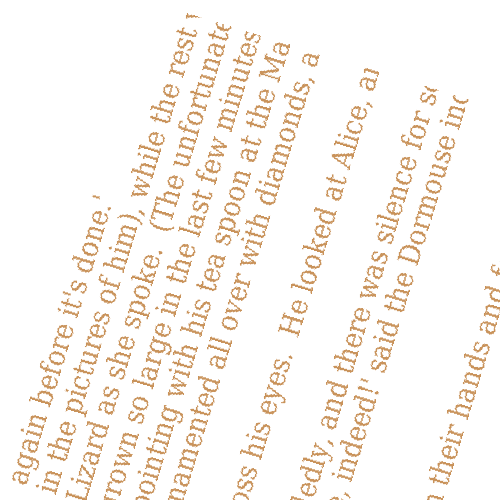 again before it's done.'
in the pictures of him), while the rest
Lizard as she spoke. (The unfortunate
rown so large in the last few minutes
pointing with his tea spoon at the Ma
namented all over with diamonds, a
oss his eyes. He looked at Alice, an
edly, and there was silence for so
, indeed!' said the Dormouse ind
their hands and f